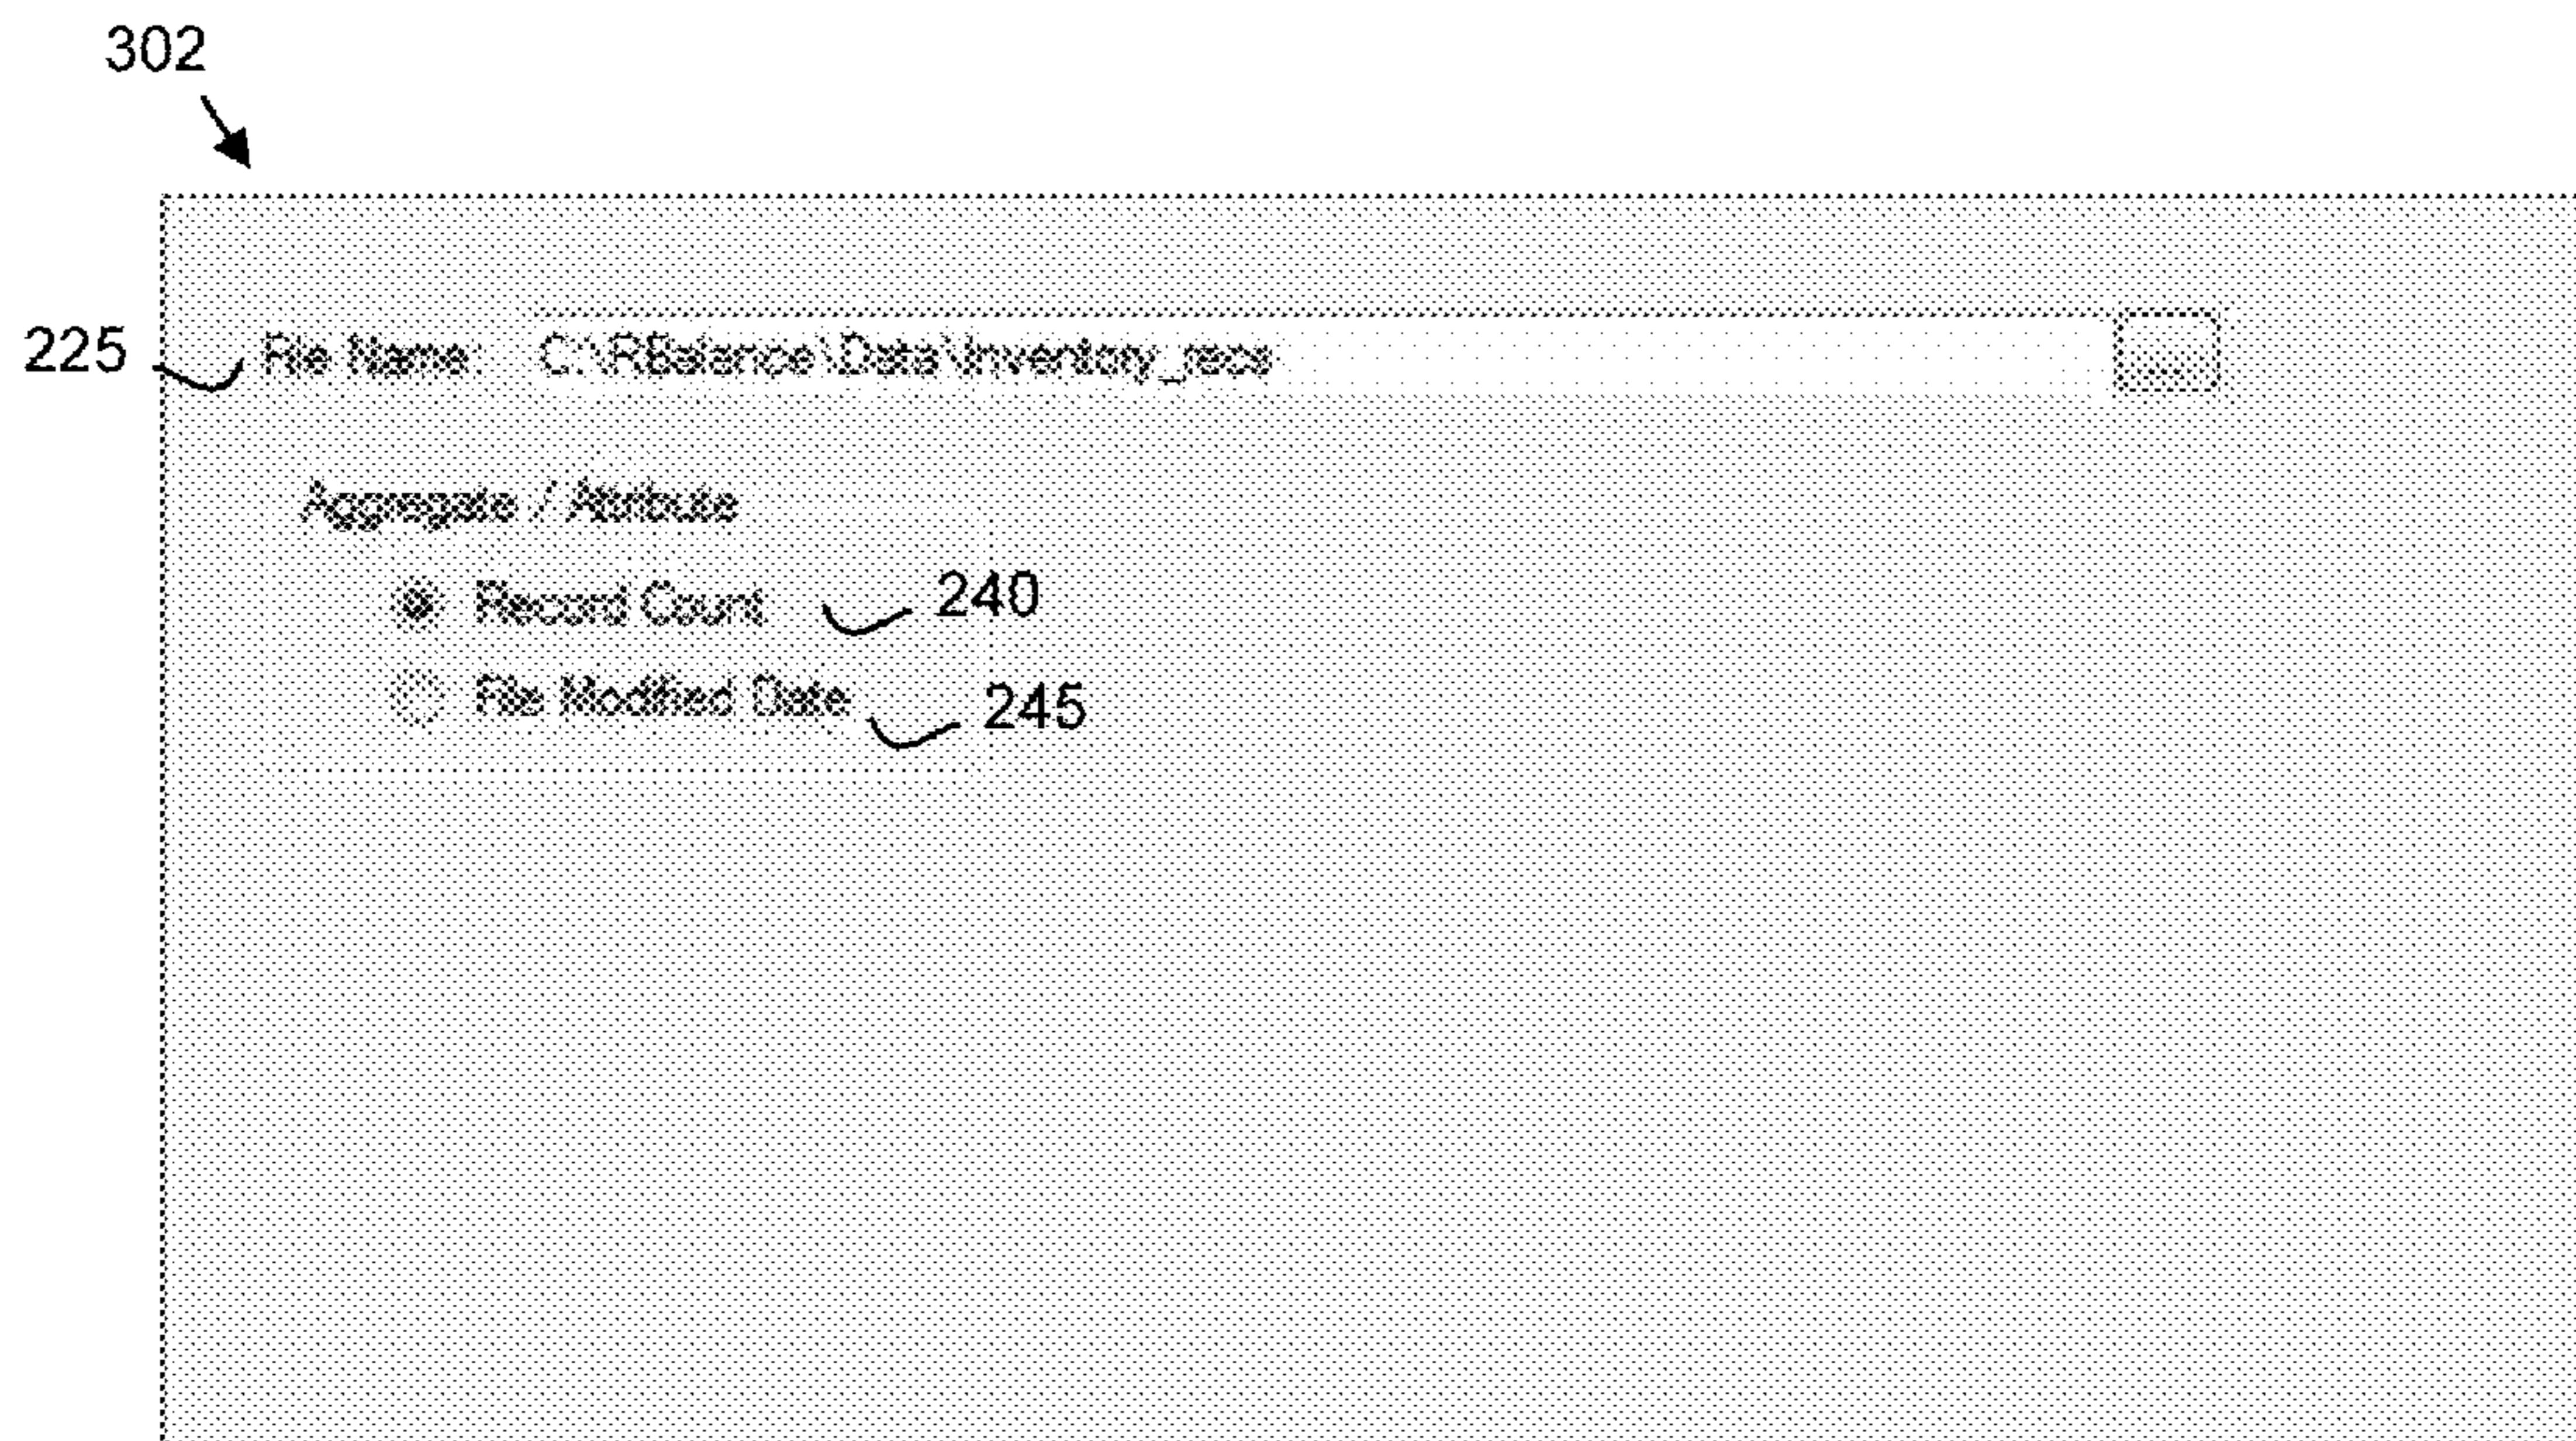 302
225 File Name: C:\RBalance\Data\Inventory_recs ...
Aggregate / Attribute
Record Count 240
File Modified Date 245